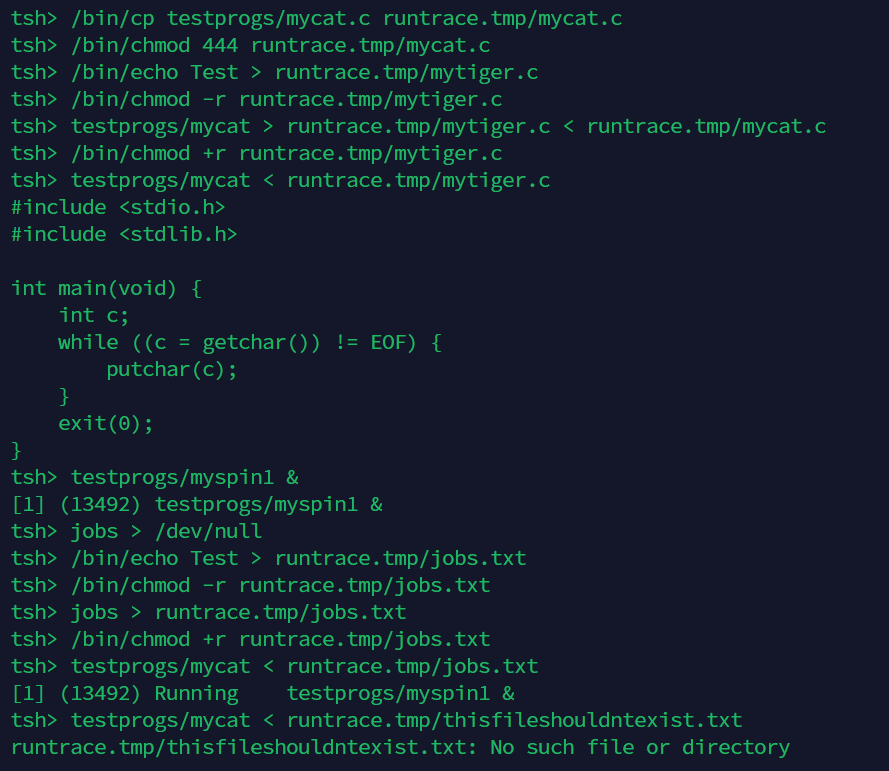 tsh> /bin/cp testprogs/mycat.c runtrace.tmp/mycat.c
tsh> /bin/chmod 444 runtrace.tmp/mycat.c
tsh> /bin/echo Test > runtrace.tmp/mytiger.c
tsh> /bin/chmod -r runtrace.tmp/mytiger.c
tsh> testprogs/mycat > runtrace.tmp/mytiger.c < runtrace.tmp/mycat.c
tsh> /bin/chmod +r runtrace.tmp/mytiger.c
tsh> testprogs/mycat < runtrace.tmp/mytiger.c
#include <stdio.h>
#include <stdlib.h>

int main(void) {
    int c;
    while ((c = getchar()) != EOF) {
        putchar(c);
    }
    exit(0);
}
tsh> testprogs/myspin1 &
[1] (13492) testprogs/myspin1 &
tsh> jobs > /dev/null
tsh> /bin/echo Test > runtrace.tmp/jobs.txt
tsh> /bin/chmod -r runtrace.tmp/jobs.txt
tsh> jobs > runtrace.tmp/jobs.txt
tsh> /bin/chmod +r runtrace.tmp/jobs.txt
tsh> testprogs/mycat < runtrace.tmp/jobs.txt
[1] (13492) Running    testprogs/myspin1 &
tsh> testprogs/mycat < runtrace.tmp/thisfileshouldntexist.txt
runtrace.tmp/thisfileshouldntexist.txt: No such file or directory